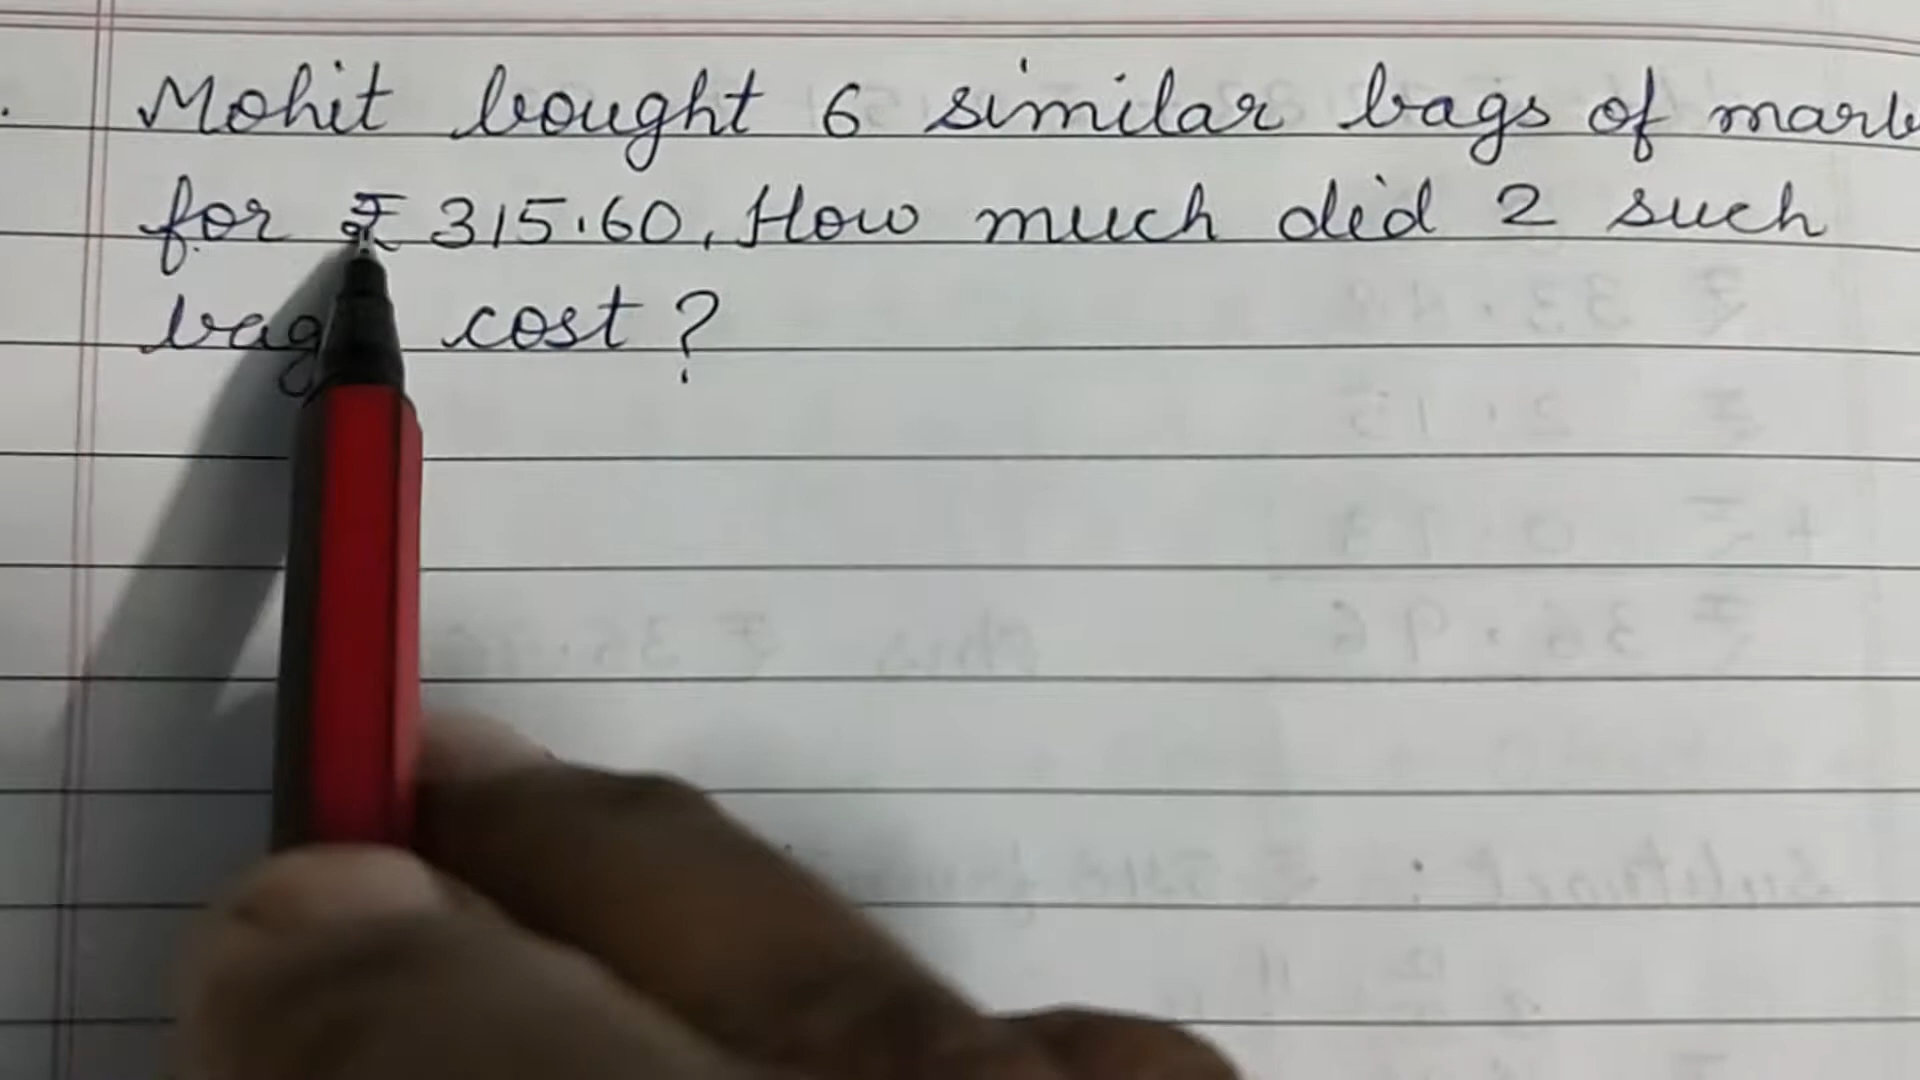 Mohit bought 6 similar bags of
for ₹ 315.60. How much did 2 such
cost?